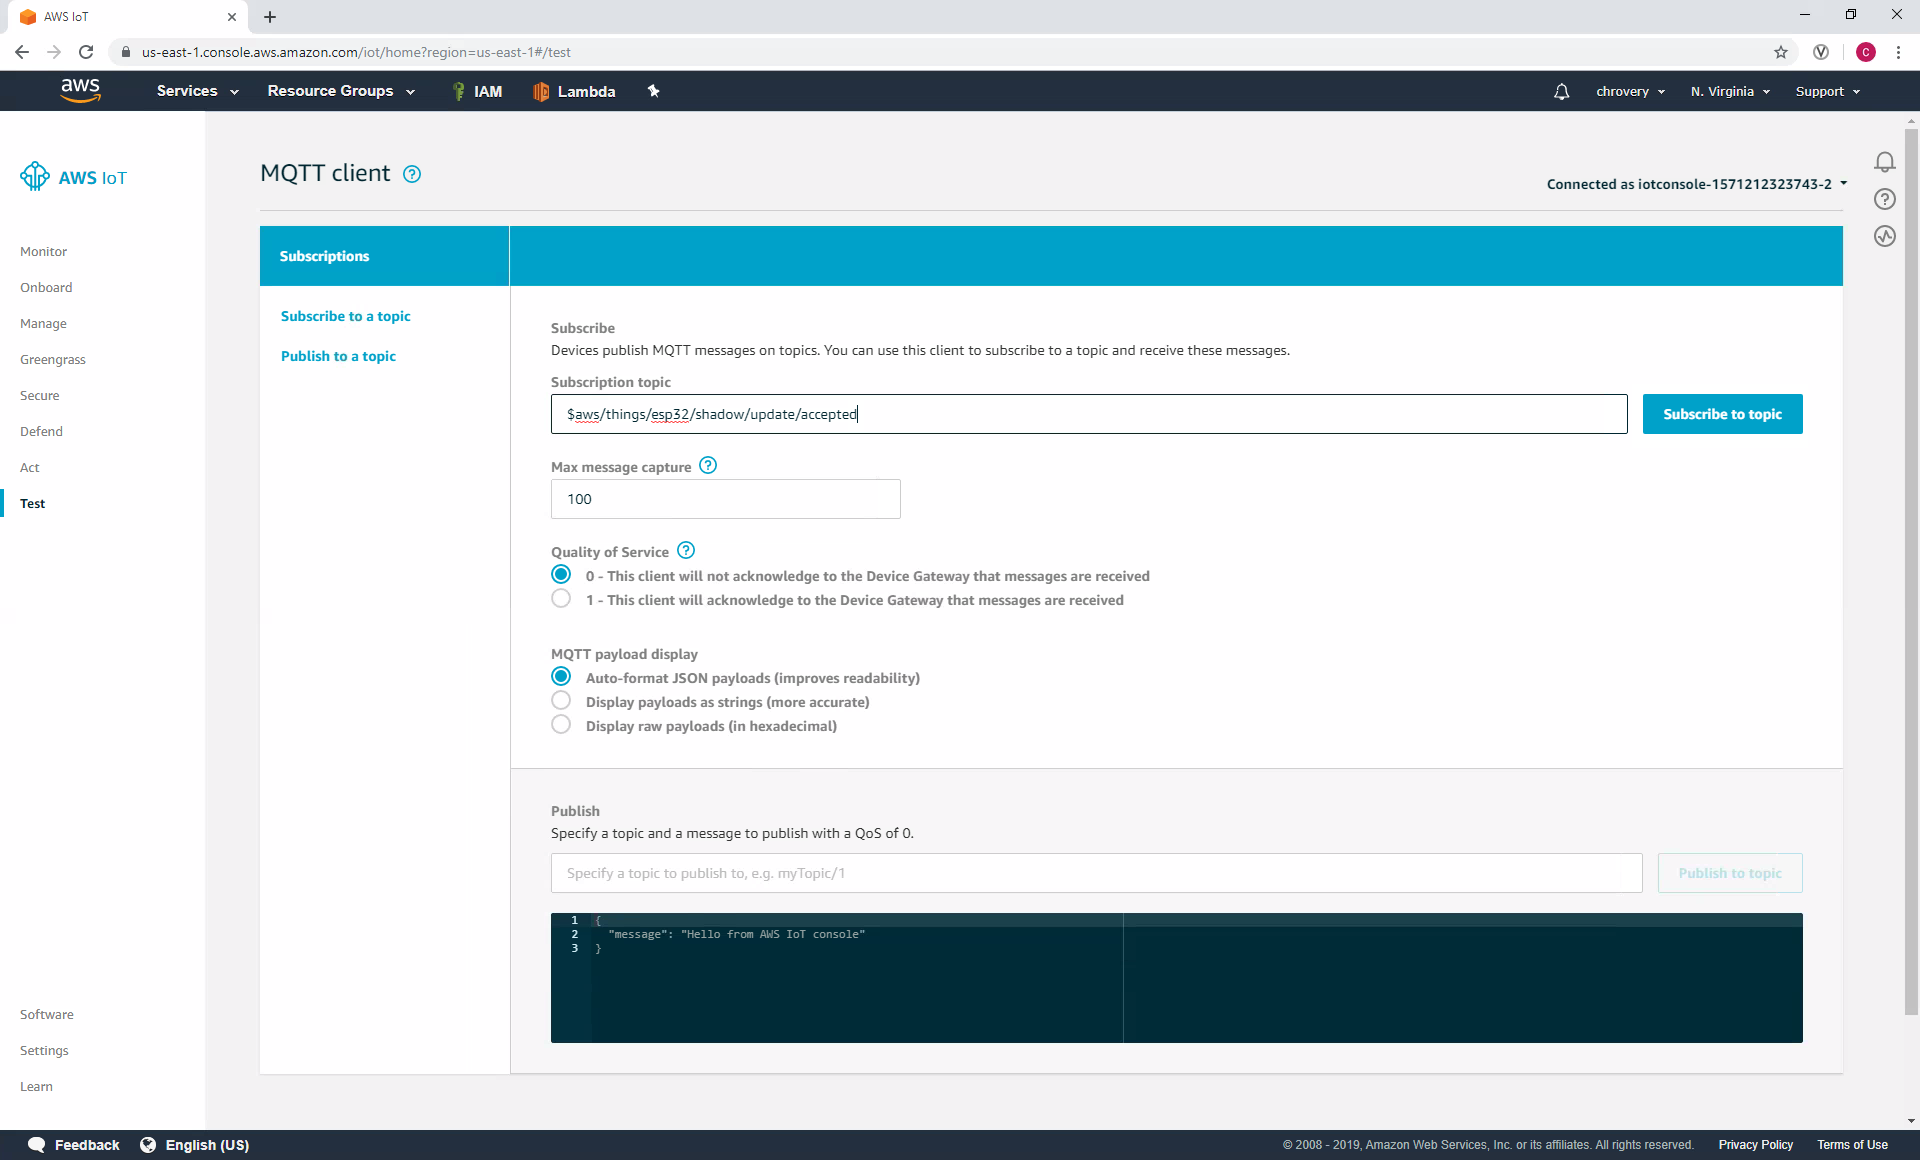 AWS IoT
us-east-1.console.aws.amazon.com/iot/home?region=us-east-1#/test
C
aws
Services
Resource Groups
IAM
Lambda
chrovery
N. Virginia
Support
AWS IoT
Monitor
Onboard
Manage
Greengrass
Secure
Defend
Act
Test
Software
Settings
Learn
MQTT client
Connected as iotconsole-1571212323743-2
Subscriptions
Subscribe to a topic
Publish to a topic
Subscribe
Devices publish MQTT messages on topics. You can use this client to subscribe to a topic and receive these messages.
Subscription topic
$aws/things/esp32/shadow/update/accepted
Subscribe to topic
Max message capture
100
Quality of Service
0 - This client will not acknowledge to the Device Gateway that messages are received
1 - This client will acknowledge to the Device Gateway that messages are received
MQTT payload display
Auto-format JSON payloads (improves readability)
Display payloads as strings (more accurate)
Display raw payloads (in hexadecimal)
Publish
Specify a topic and a message to publish with a QoS of 0.
Specify a topic to publish to, e.g. myTopic/1
Publish to topic
1 {
2 "message": "Hello from AWS IoT console"
3 }
Feedback
English (US)
© 2008 - 2019, Amazon Web Services, Inc. or its affiliates. All rights reserved.
Privacy Policy
Terms of Use